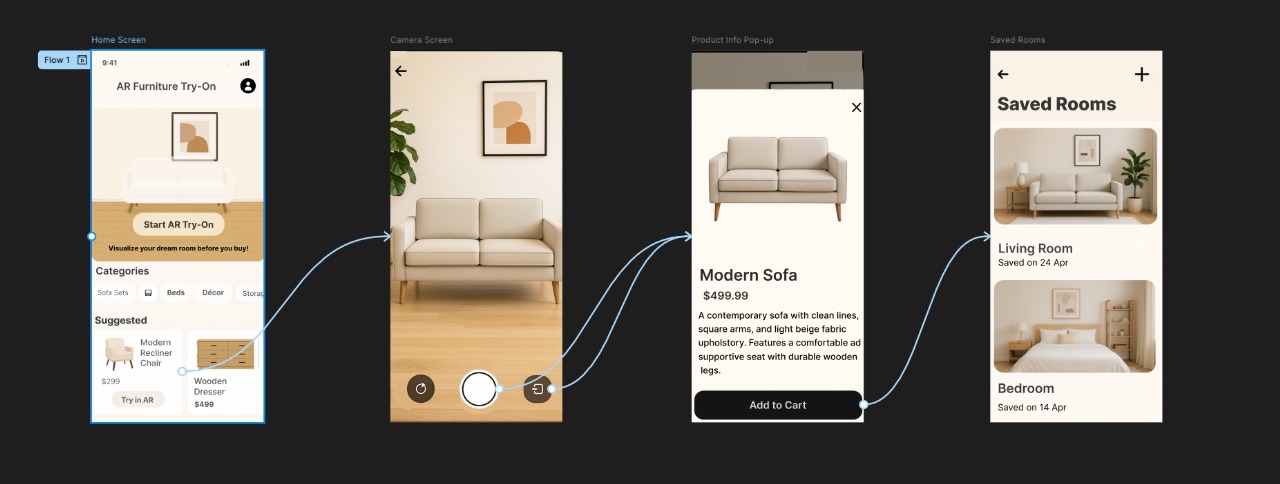 Home Screen
Camera Screen
Product Info Pop-up
Saved Rooms
Flow 1
9:41
AR Furniture Try-On
Start AR Try-On
Visualize your dream room before you buy!
Categories
Sofa Sets
Beds
Décor
Storag
Suggested
Modern
Recliner
Chair
$299
Try in AR
Wooden
Dresser
$499
Modern Sofa
$499.99
A contemporary sofa with clean lines,
square arms, and light beige fabric
upholstory. Features a comfortable ad
supportive seat with durable wooden
legs.
Add to Cart
Saved Rooms
Living Room
Saved on 24 Apr
Bedroom
Saved on 14 Apr